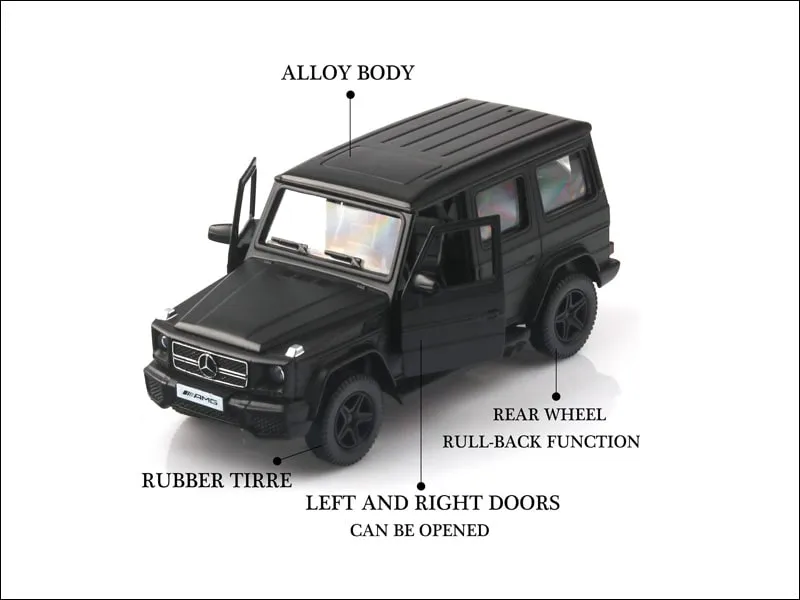 ALLOY BODY
AMG
REAR WHEEL
RULL-BACK FUNCTION
RUBBER TIRRE
LEFT AND RIGHT DOORS
CAN BE OPENED